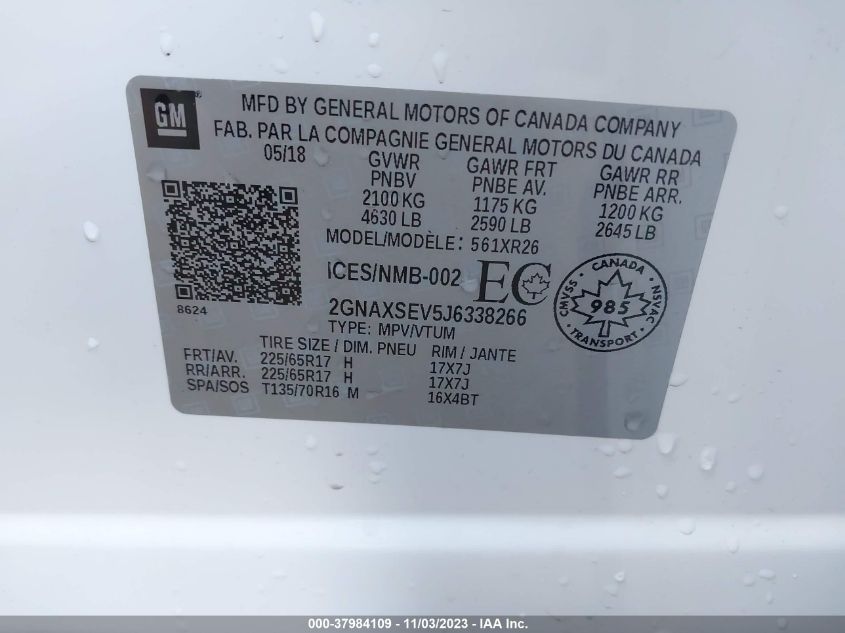 GM®
MFD BY GENERAL MOTORS OF CANADA COMPANY
FAB. PAR LA COMPAGNIE GENERAL MOTORS DU CANADA
05/18 GVWR GAWR FRT GAWR RR
PNBV PNBE AV. PNBE ARR.
2100 KG 1175 KG 1200 KG
4630 LB 2590 LB 2645 LB
MODEL/MODÈLE: 561XR26
ICES/NMB-002 EC
8624
2GNAXSEV5J6338266
TYPE: MPV/VTUM
CANADA
CMVSS 985 NSVAC
TRANSPORT
TIRE SIZE / DIM. PNEU RIM / JANTE
FRT/AV. 225/65R17 H 17X7J
RR/ARR. 225/65R17 H 17X7J
SPA/SOS T135/70R16 M 16X4BT
000-37984109 - 11/03/2023 - IAA Inc.